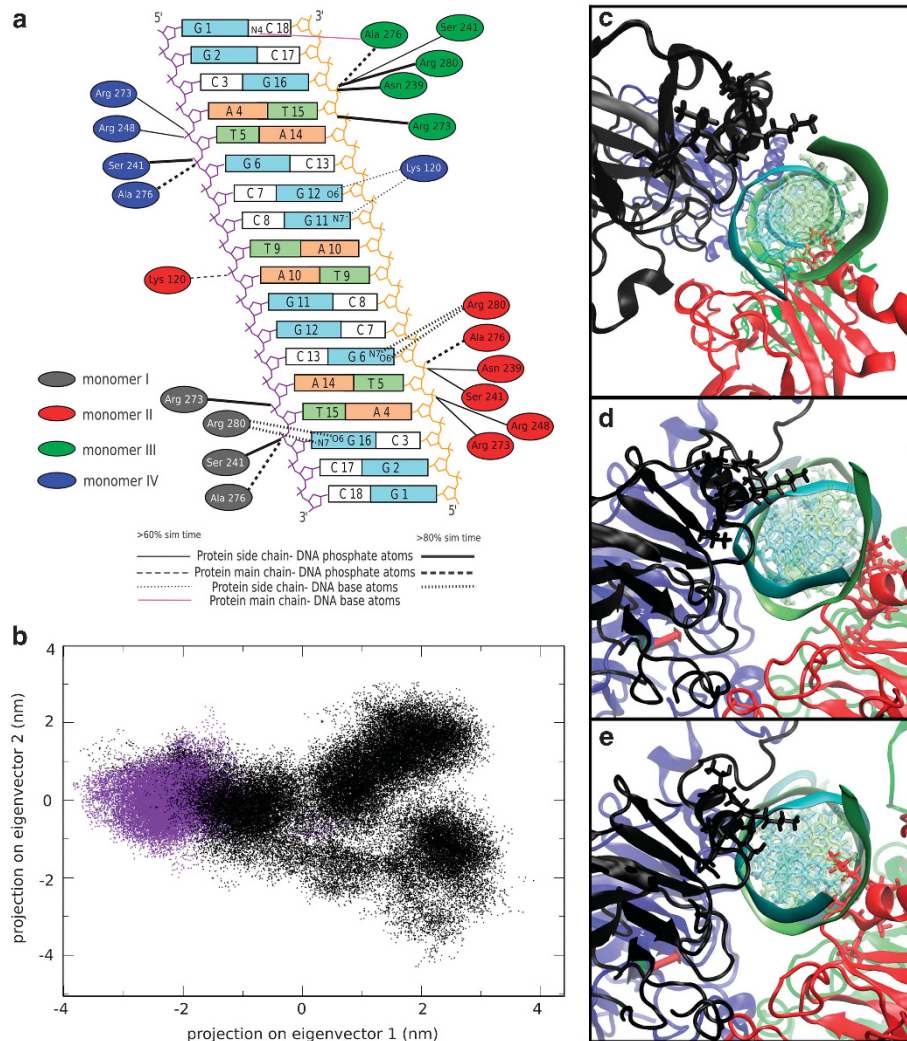 a
5'
3'
G 1
N4
C 18
G 2
C 17
C 3
G 16
A 4
T 15
T 5
A 14
G 6
C 13
C 7
G 12
O6
C 8
G 11
N7
T 9
A 10
A 10
T 9
G 11
C 8
G 12
C 7
C 13
G 6
N7
O6
A 14
T 5
T 15
A 4
N7
O6
G 16
C 3
C 17
G 2
C 18
G 1
3'
5'
Ala 276
Ser 241
Arg 280
Asn 239
Arg 273
Arg 273
Arg 248
Ser 241
Ala 276
Lys 120
Lys 120
Arg 280
Ala 276
Asn 239
Ser 241
Arg 248
Arg 273
Arg 273
Arg 280
Ser 241
Ala 276
monomer I
monomer II
monomer III
monomer IV
>60% sim time
>80% sim time
Protein side chain- DNA phosphate atoms
Protein main chain- DNA phosphate atoms
Protein side chain- DNA base atoms
Protein main chain- DNA base atoms
b
projection on eigenvector 2 (nm)
4
2
0
-2
-4
-4
-2
0
2
4
projection on eigenvector 1 (nm)
c
d
e